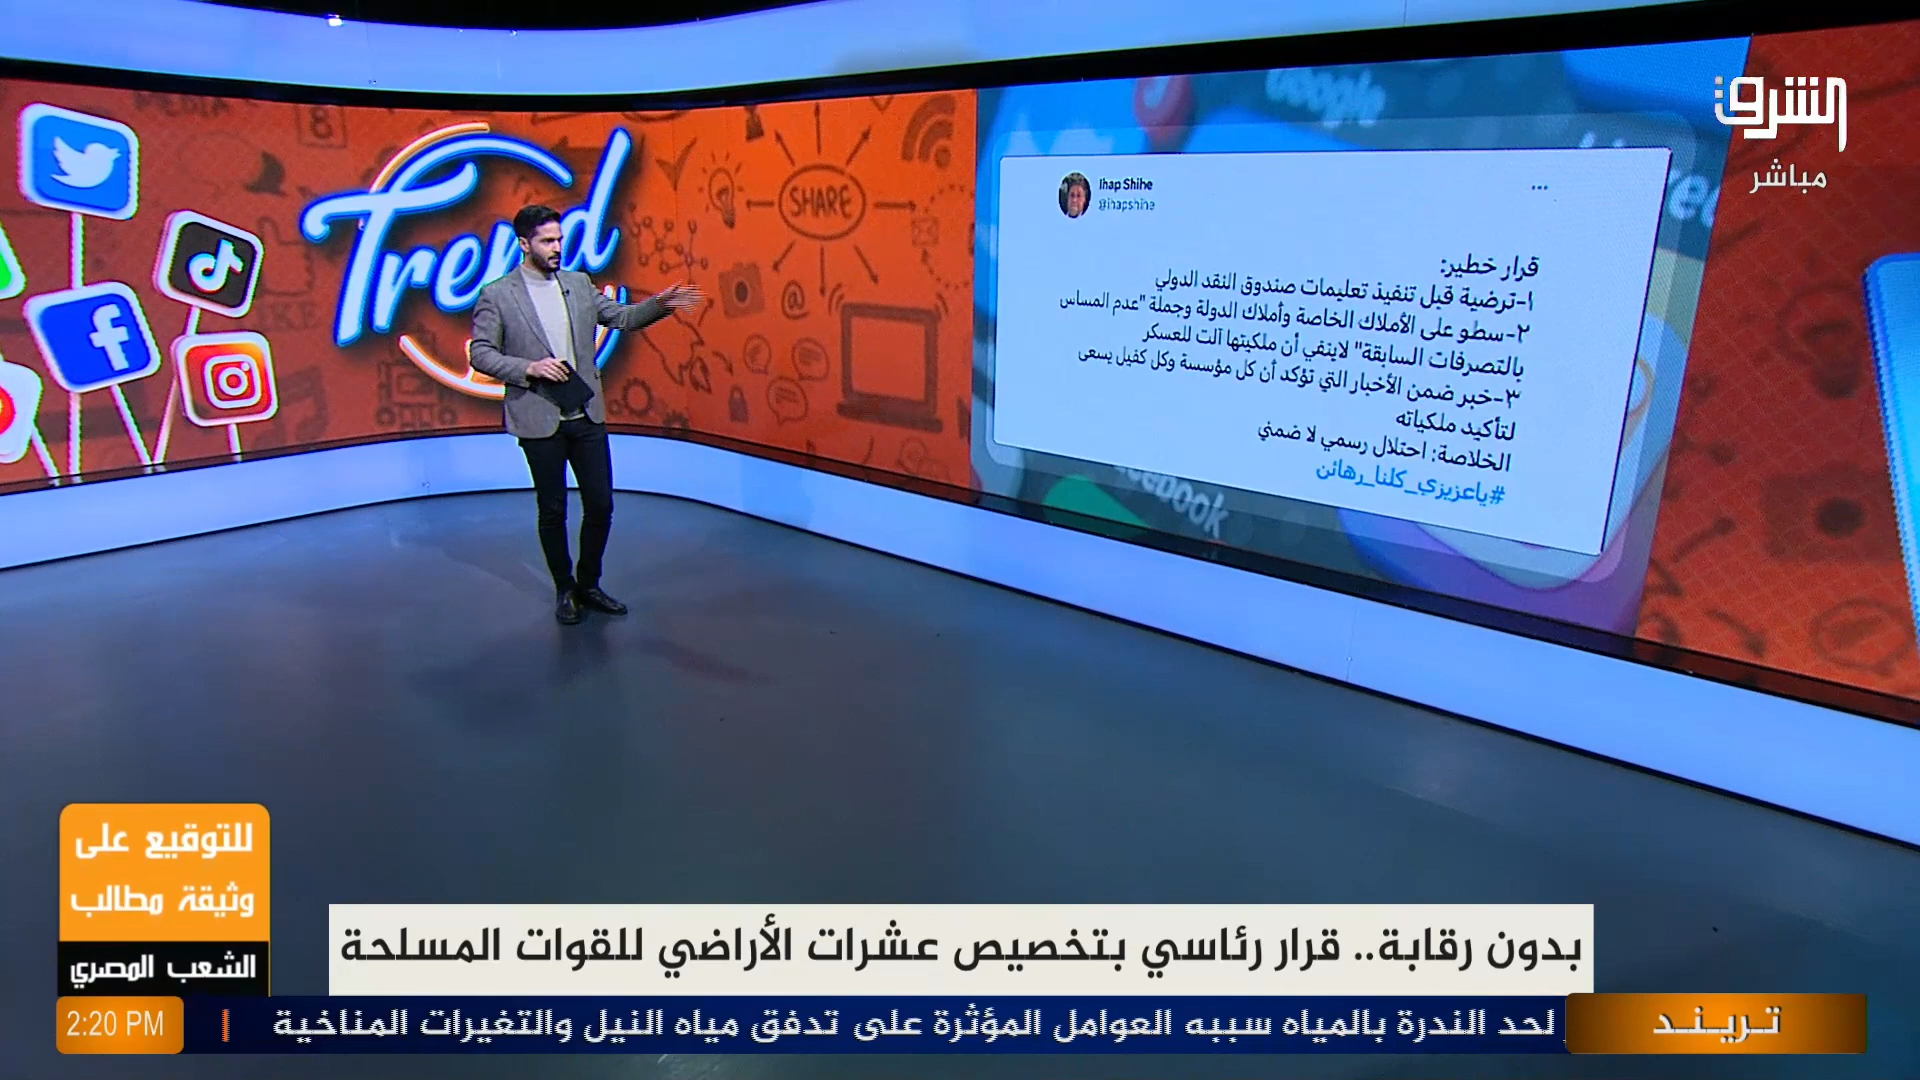 الشرق
مباشر
Trend
SHARE
Google
MEDIA
Ihap Shihe
@ihapshihe
قرار خطير:
١-ترضية قبل تنفيذ تعليمات صندوق النقد الدولي
٢-سطو على الأملاك الخاصة وأملاك الدولة وجملة "عدم المساس
بالتصرفات السابقة" لاينفي أن ملكيتها آلت للعسكر
٣-خبر ضمن الأخبار التي تؤكد أن كل مؤسسة وكل كفيل يسعى
لتأكيد ملكياته
الخلاصة: احتلال رسمي لا ضمني
#ياعزيزي_كلنا_رهائن
للتوقيع على
وثيقة مطالب
الشعب المصري
بدون رقابة.. قرار رئاسي بتخصيص عشرات الأراضي للقوات المسلحة
تريند
لحد الندرة بالمياه سببه العوامل المؤثرة على تدفق مياه النيل والتغيرات المناخية
2:20 PM